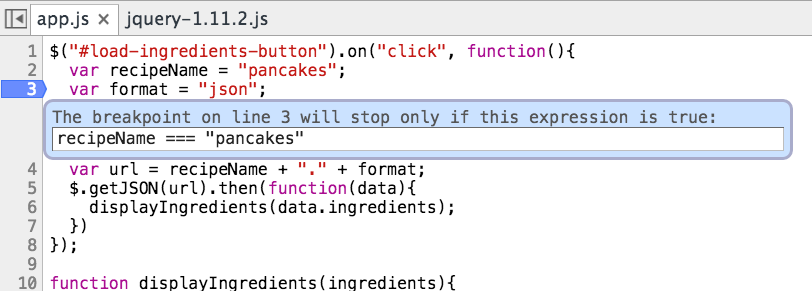 app.js × jquery-1.11.2.js
1 $("#load-ingredients-button").on("click", function(){
2   var recipeName = "pancakes";
3   var format = "json";
The breakpoint on line 3 will stop only if this expression is true:
recipeName === "pancakes"
4   var url = recipeName + "." + format;
5   $.getJSON(url).then(function(data){
6     displayIngredients(data.ingredients);
7   })
8 });
9
10 function displayIngredients(ingredients){